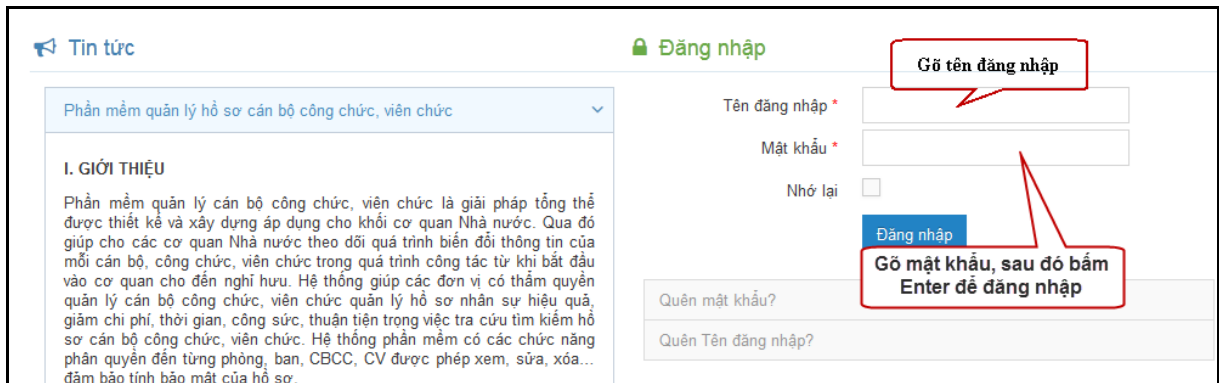 Tin tức
Phần mềm quản lý hồ sơ cán bộ công chức, viên chức
I. GIỚI THIỆU
Phần mềm quản lý cán bộ công chức, viên chức là giải pháp tổng thể
được thiết kế và xây dựng áp dụng cho khối cơ quan Nhà nước. Qua đó
giúp cho các cơ quan Nhà nước theo dõi quá trình biến đổi thông tin của
mỗi cán bộ, công chức, viên chức trong quá trình công tác từ khi bắt đầu
vào cơ quan cho đến nghỉ hưu. Hệ thống giúp các đơn vị có thẩm quyền
quản lý cán bộ công chức, viên chức quản lý hồ sơ nhân sự hiệu quả,
giảm chi phí, thời gian, công sức, thuận tiện trong việc tra cứu tìm kiếm hồ
sơ cán bộ công chức, viên chức. Hệ thống phần mềm có các chức năng
phân quyền đến từng phòng, ban, CBCC, CV được phép xem, sửa, xóa...
đảm bảo tính bảo mật của hồ sơ.
Đăng nhập
Gõ tên đăng nhập
Tên đăng nhập *
Mật khẩu *
Nhớ lại
Đăng nhập
Gõ mật khẩu, sau đó bấm
Enter để đăng nhập
Quên mật khẩu?
Quên Tên đăng nhập?